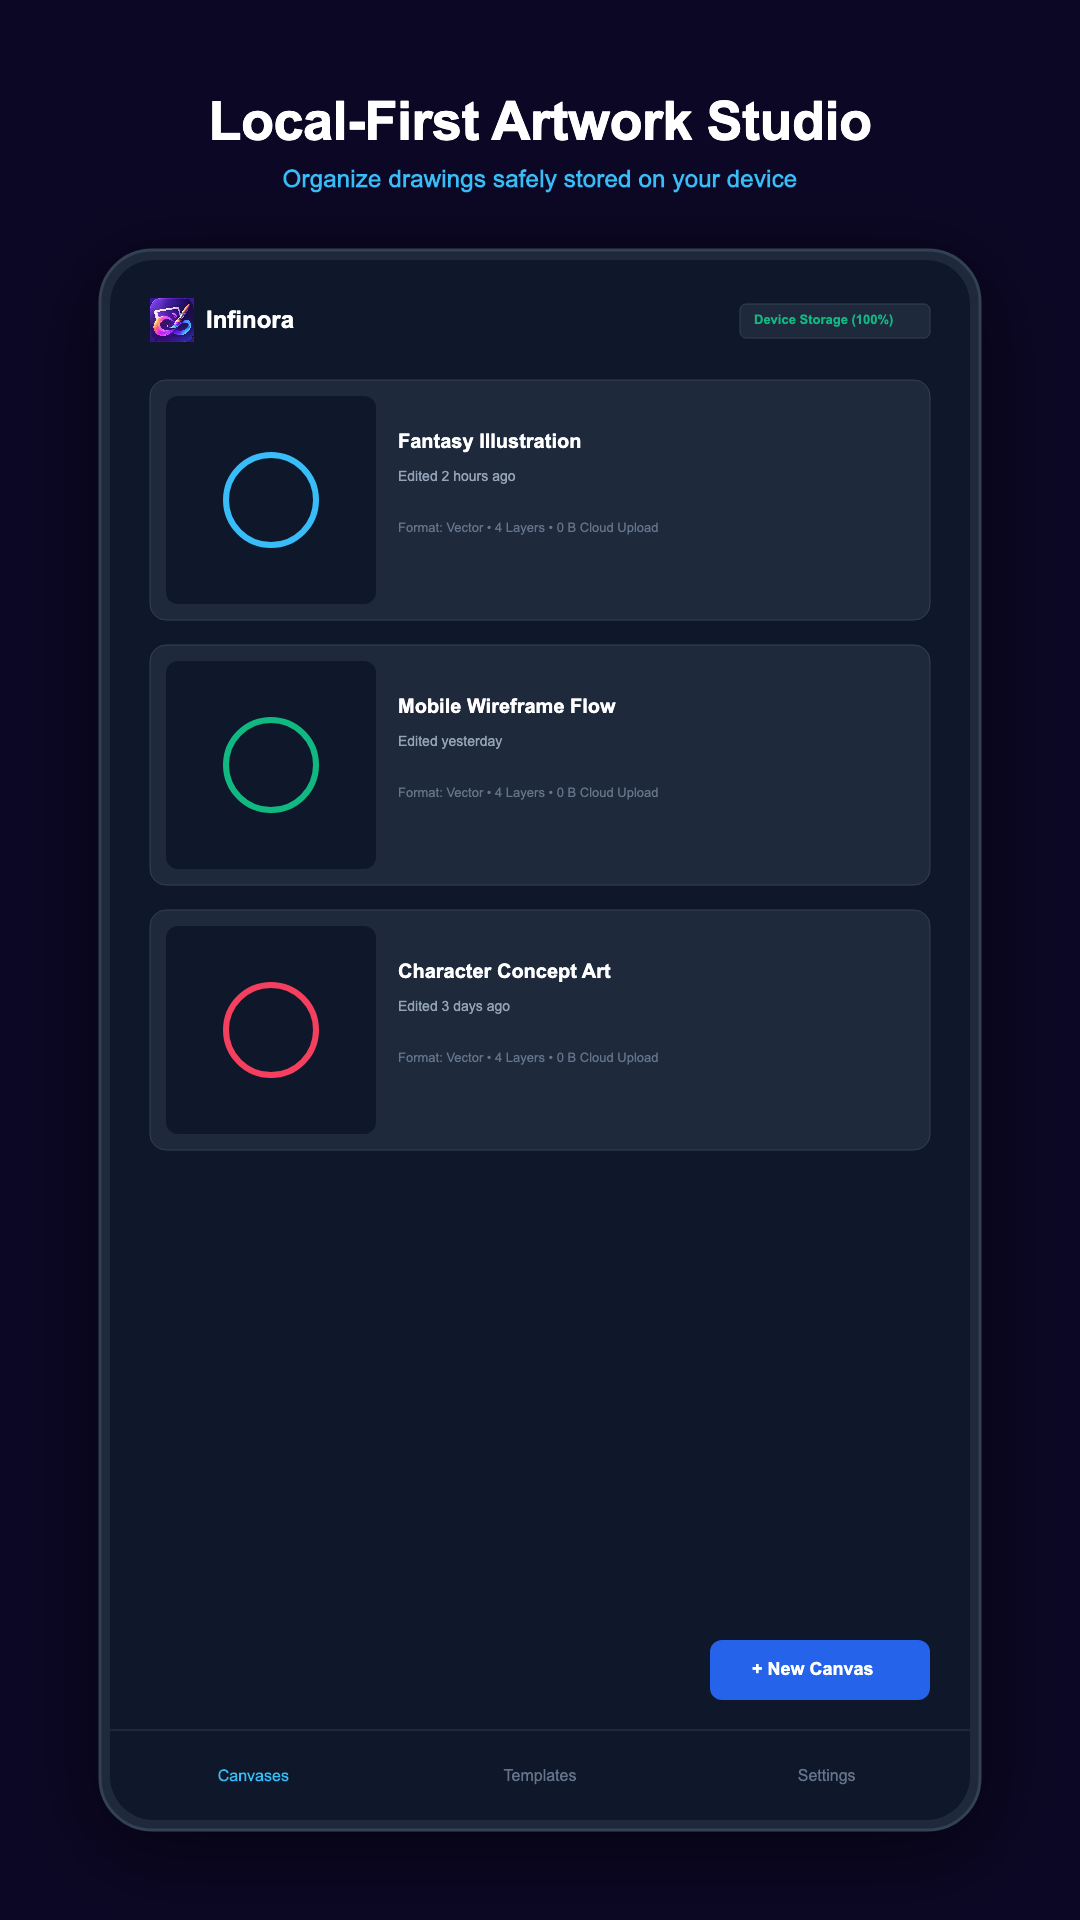 Local-First Artwork Studio
Organize drawings safely stored on your device
Infinora
Device Storage (100%)
Fantasy Illustration
Edited 2 hours ago
Format: Vector • 4 Layers • 0 B Cloud Upload
Mobile Wireframe Flow
Edited yesterday
Format: Vector • 4 Layers • 0 B Cloud Upload
Character Concept Art
Edited 3 days ago
Format: Vector • 4 Layers • 0 B Cloud Upload
+ New Canvas
Canvases
Templates
Settings